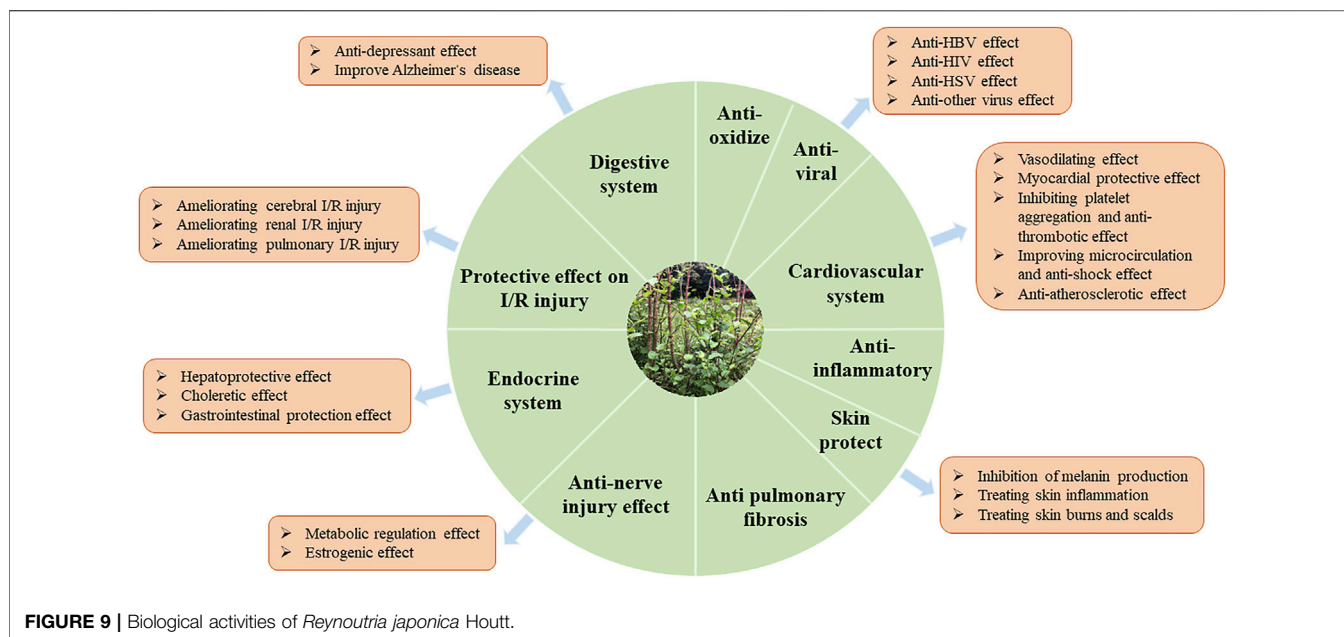 ➢ Anti-depressant effect
➢ Improve Alzheimer's disease
➢ Anti-HBV effect
➢ Anti-HIV effect
➢ Anti-HSV effect
➢ Anti-other virus effect
Anti-
oxidize
Anti-
viral
Digestive
system
➢ Vasodilating effect
➢ Myocardial protective effect
➢ Inhibiting platelet
aggregation and anti-
thrombotic effect
➢ Improving microcirculation
and anti-shock effect
➢ Anti-atherosclerotic effect
➢ Ameliorating cerebral I/R injury
➢ Ameliorating renal I/R injury
➢ Ameliorating pulmonary I/R injury
Protective effect on
I/R injury
Cardiovascular
system
Anti-
inflammatory
➢ Hepatoprotective effect
➢ Choleretic effect
➢ Gastrointestinal protection effect
Endocrine
system
Skin
protect
➢ Inhibition of melanin production
➢ Treating skin inflammation
➢ Treating skin burns and scalds
Anti-nerve
injury effect
Anti pulmonary
fibrosis
➢ Metabolic regulation effect
➢ Estrogenic effect
FIGURE 9 | Biological activities of Reynoutria japonica Houtt.